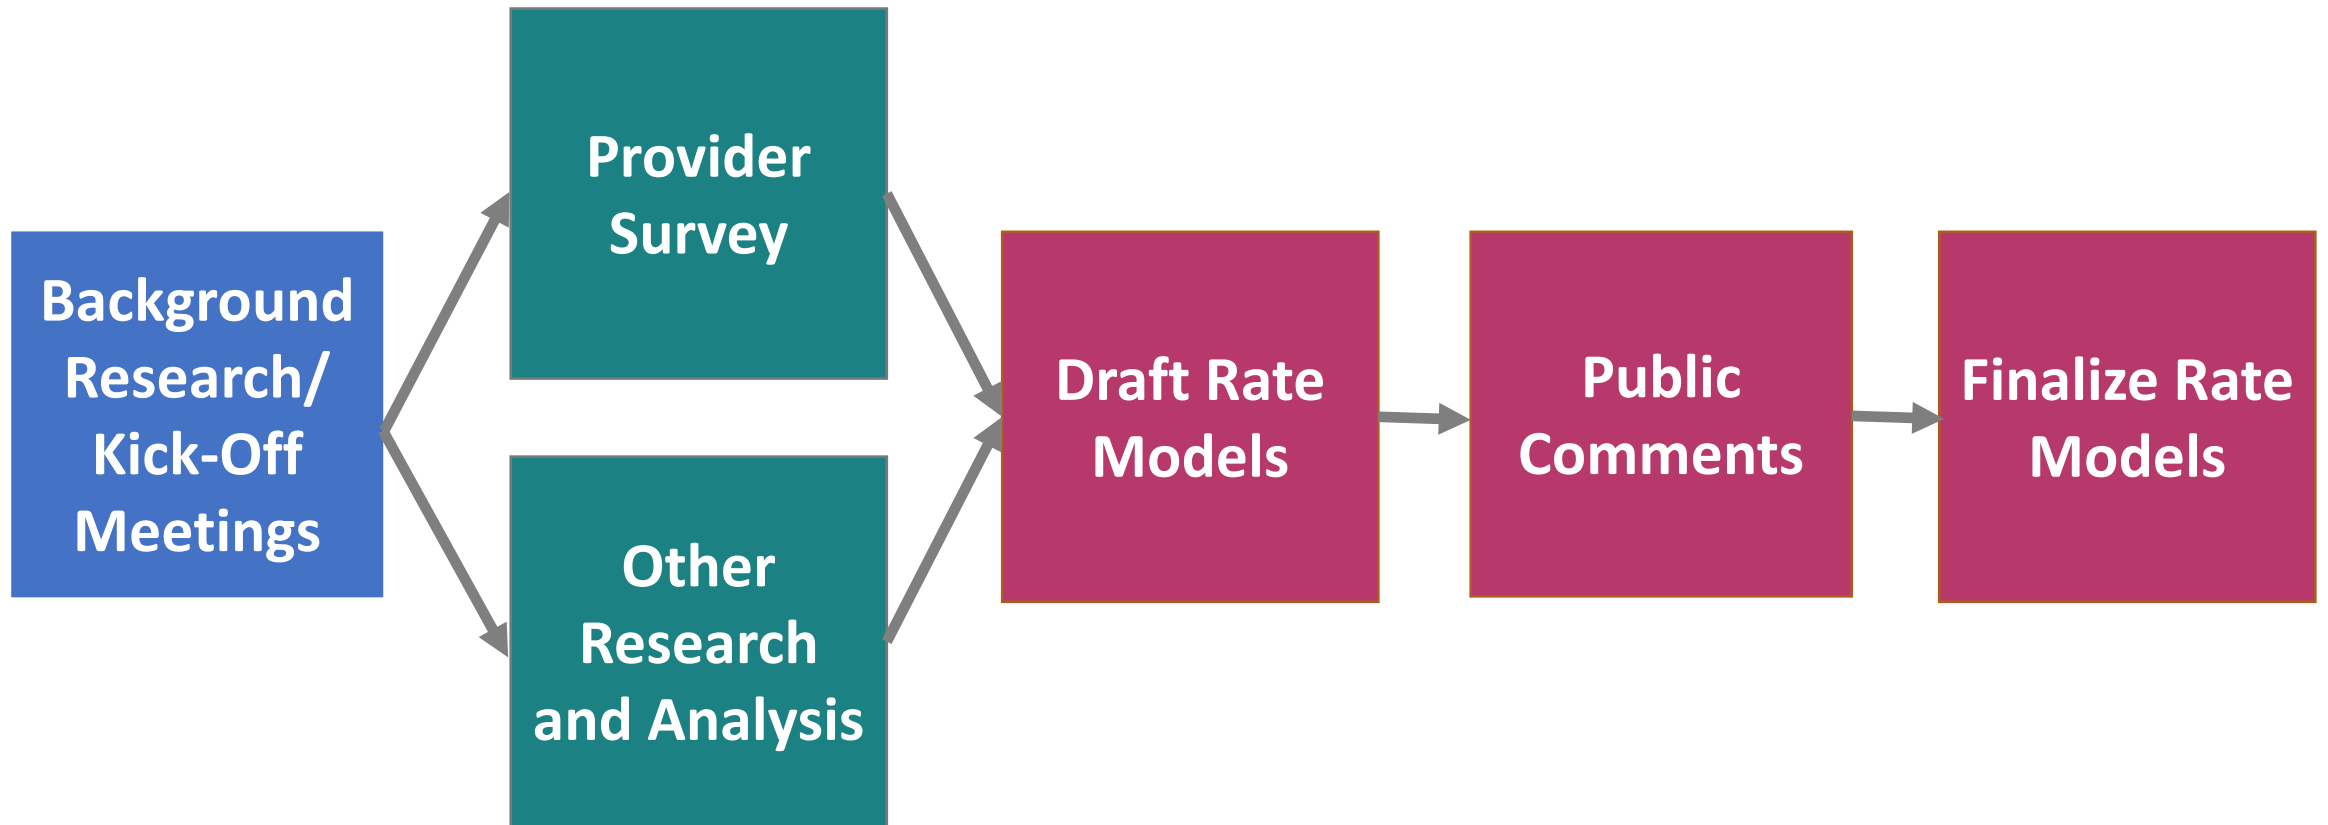 Background
Research/
Kick-Off
Meetings
Provider
Survey
Other
Research
and Analysis
Draft Rate
Models
Public
Comments
Finalize Rate
Models